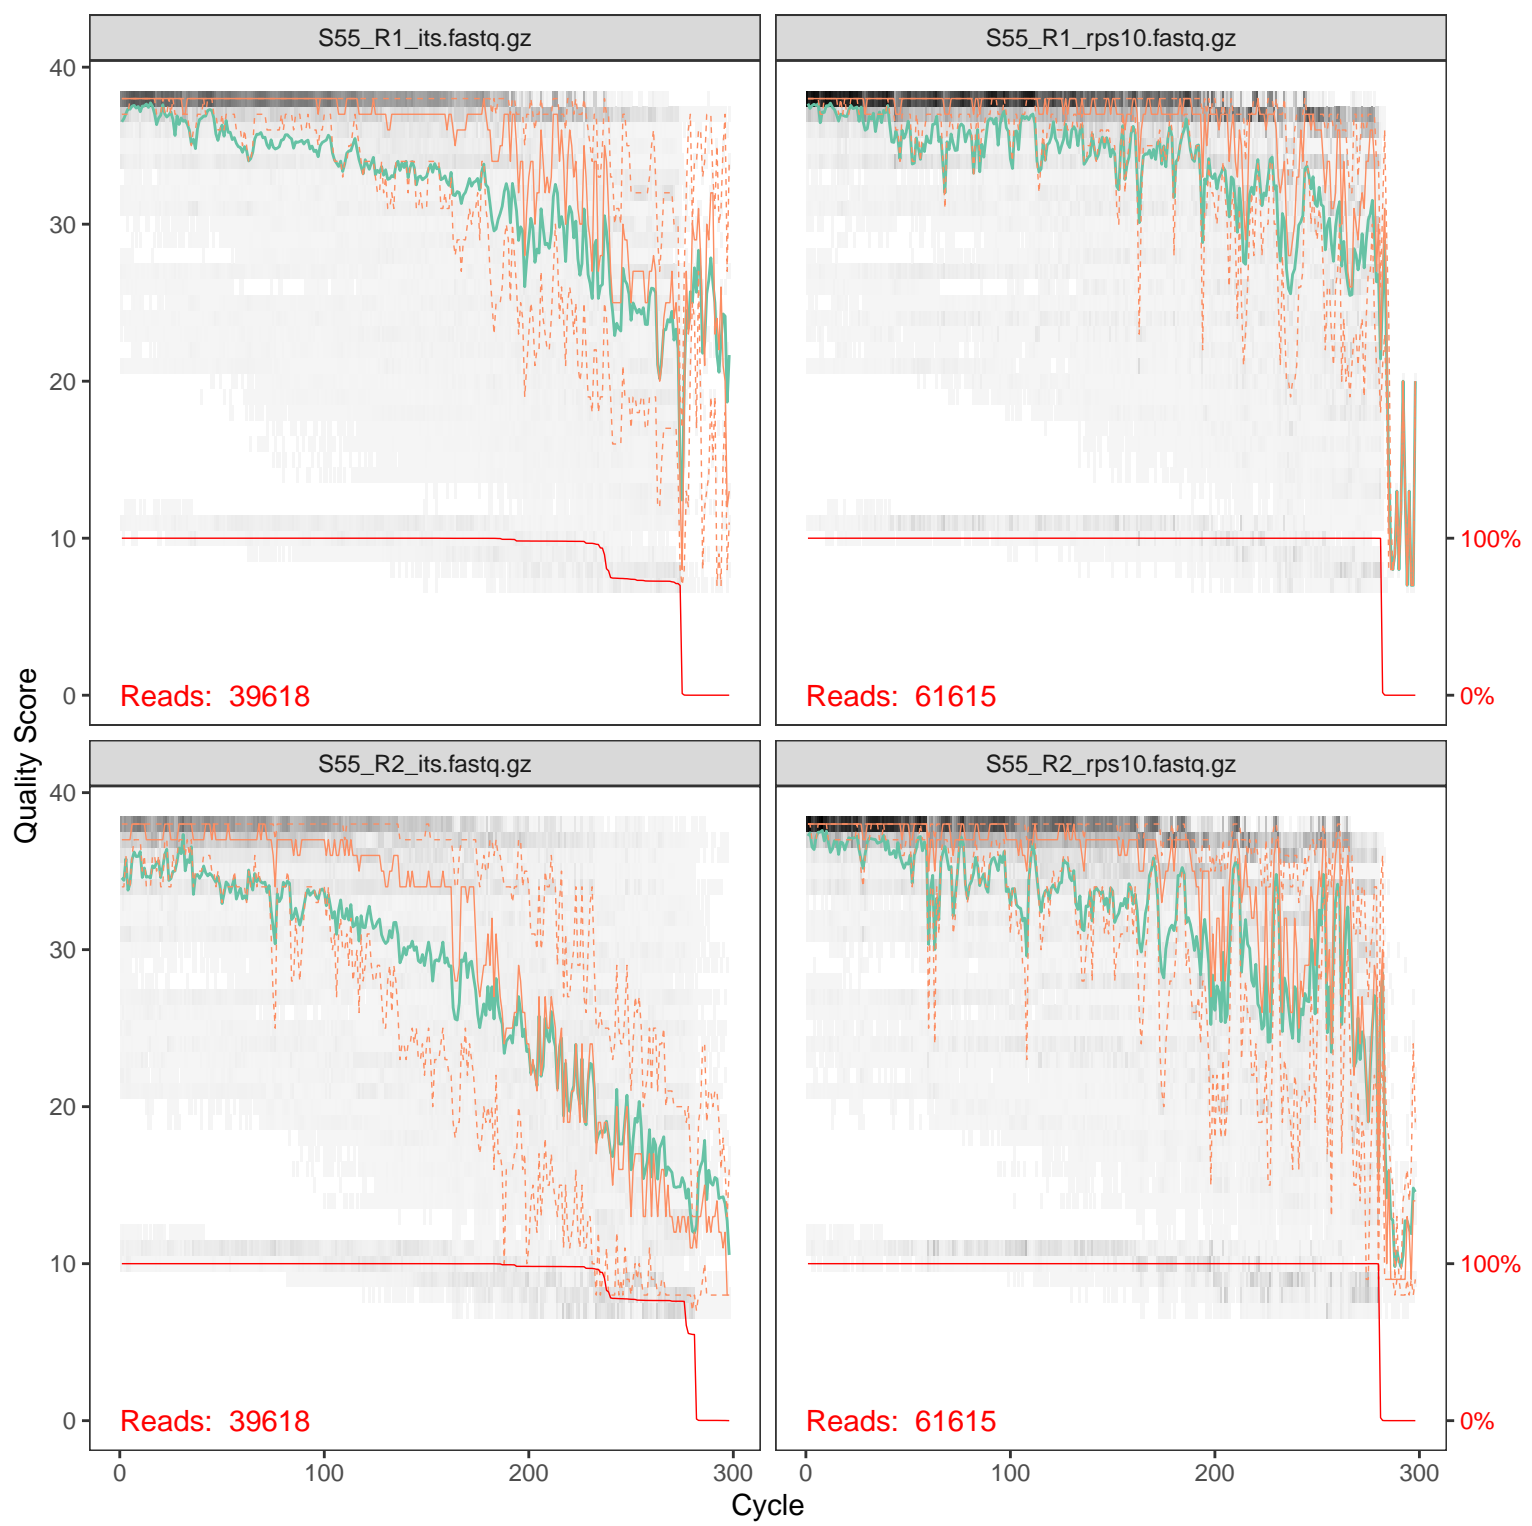 S55_R1_its.fastq.gz
S55_R1_rps10.fastq.gz
40
30
20
10
0
Reads: 39618
Reads: 61615
100%
0%
Quality Score
S55_R2_its.fastq.gz
S55_R2_rps10.fastq.gz
40
30
20
10
0
Reads: 39618
Reads: 61615
100%
0%
0 100 200 300
0 100 200 300
Cycle